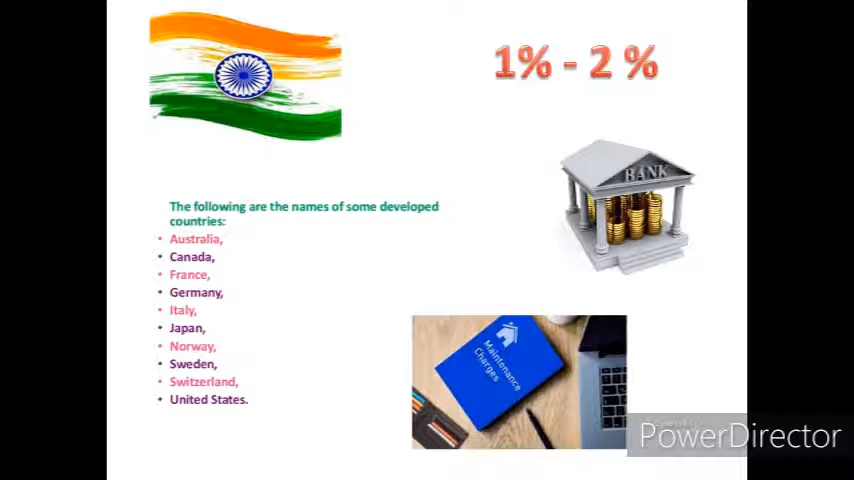 1% - 2 %
BANK
The following are the names of some developed
countries:
• Australia,
• Canada,
• France,
• Germany,
• Italy,
• Japan,
• Norway,
• Sweden,
• Switzerland,
• United States.
Maintenance
Charges
PowerDirector